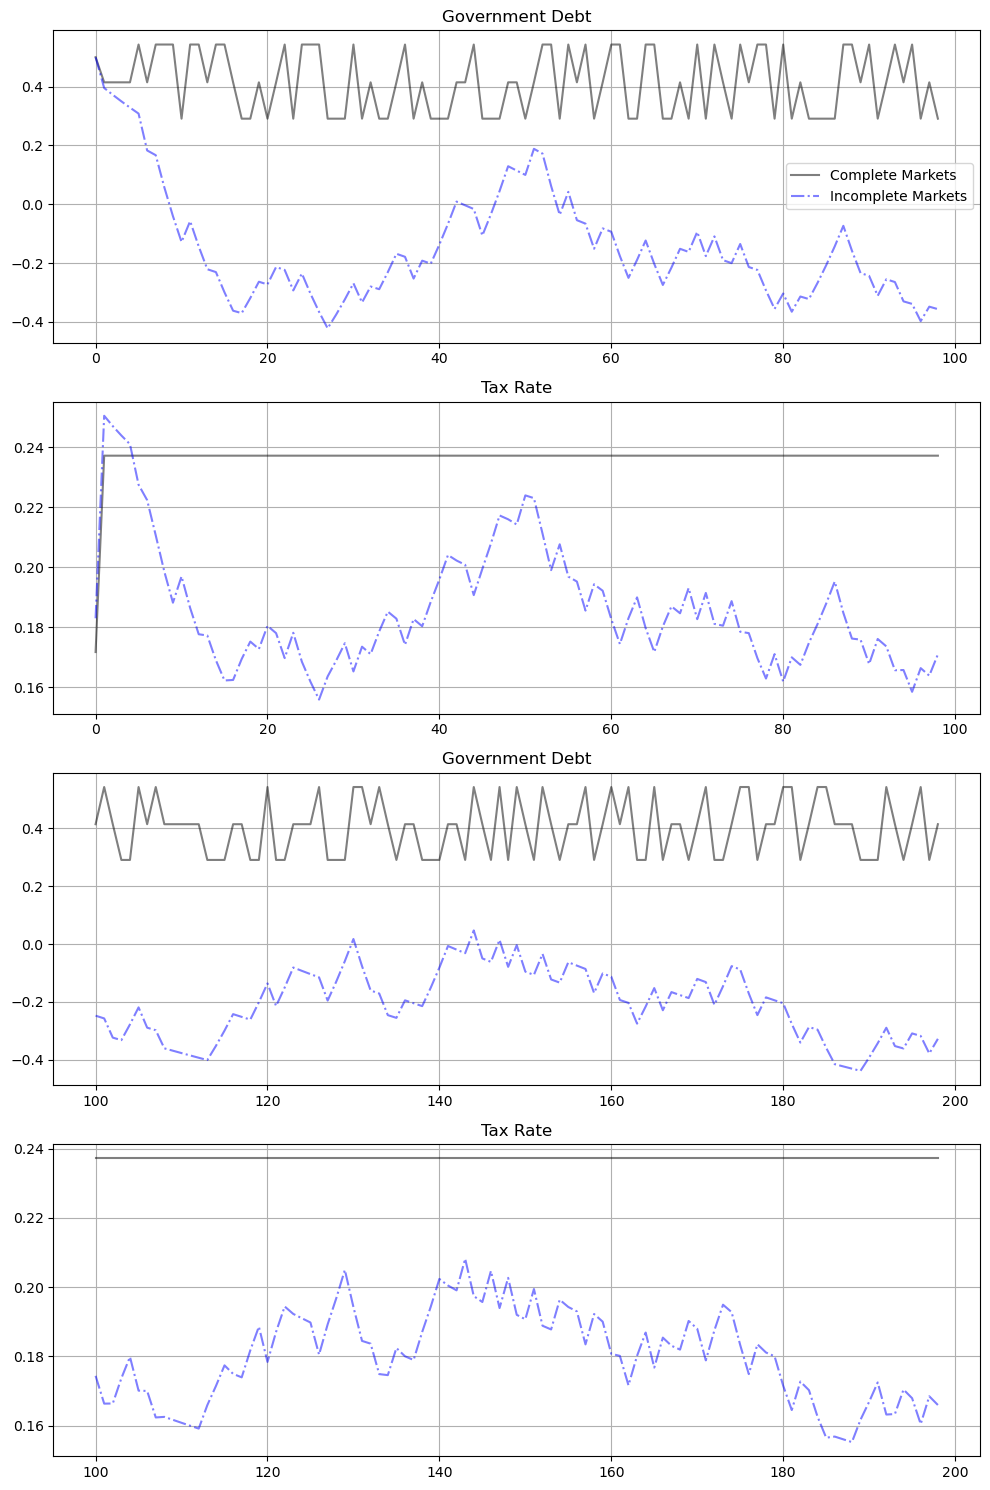 Government Debt
0.4
0.2
0.0
−0.2
−0.4
Complete Markets
Incomplete Markets
0 20 40 60 80 100
Tax Rate
0.24
0.22
0.20
0.18
0.16
0 20 40 60 80 100
Government Debt
0.4
0.2
0.0
−0.2
−0.4
100 120 140 160 180 200
Tax Rate
0.24
0.22
0.20
0.18
0.16
100 120 140 160 180 200